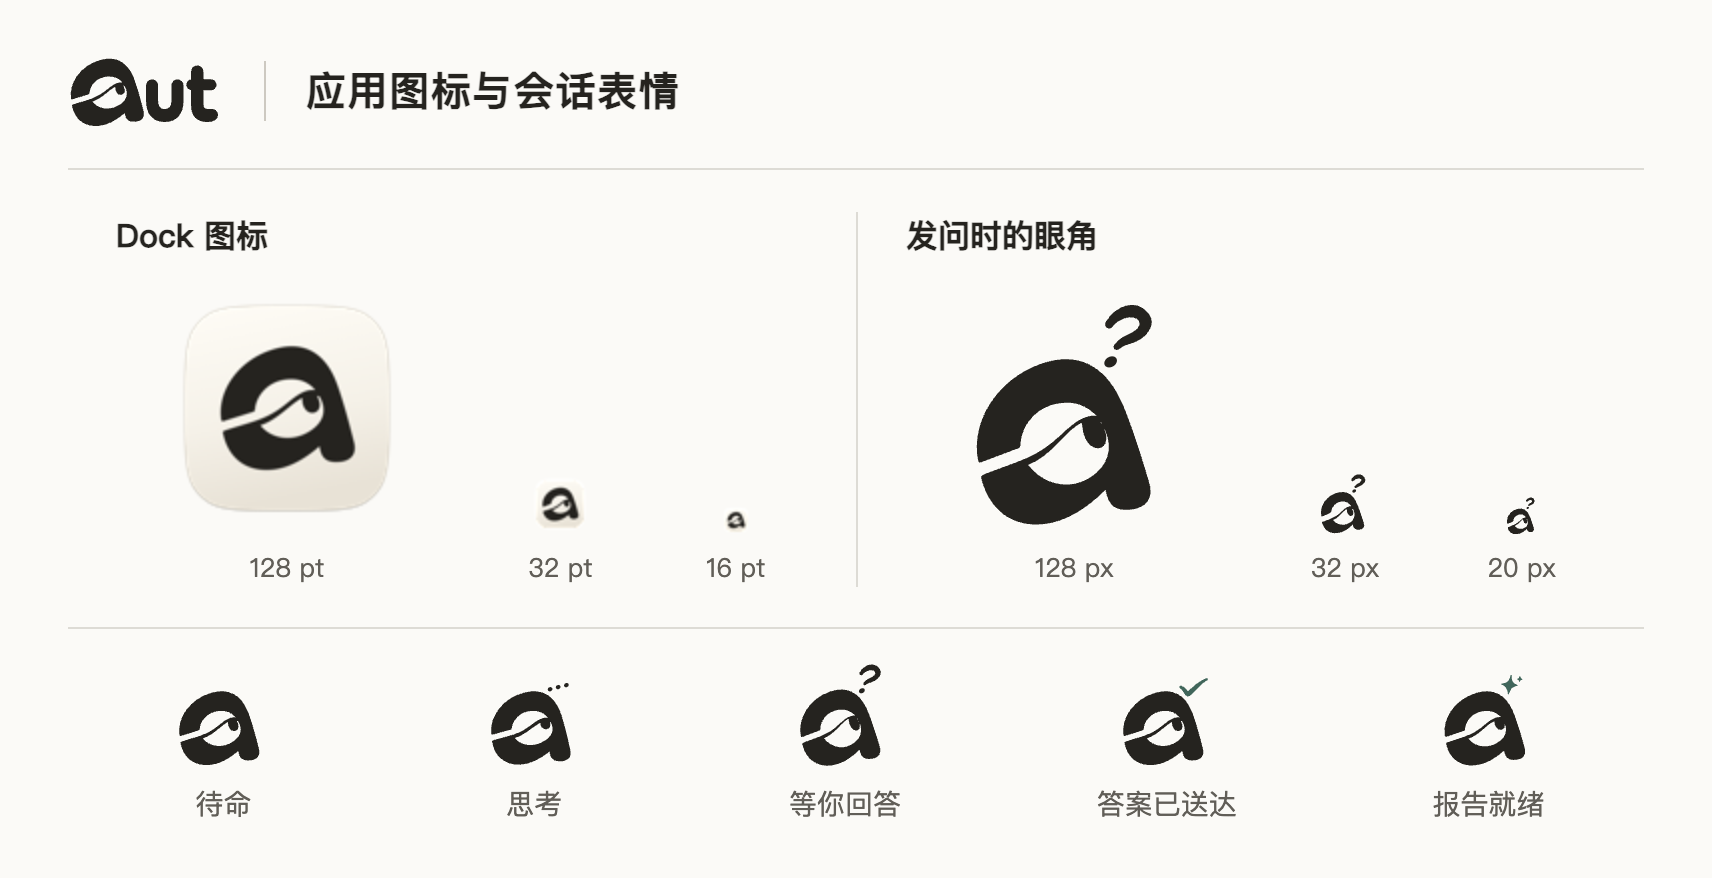 aut
应用图标与会话表情
Dock 图标
128 pt
32 pt
16 pt
发问时的眼角
?
?
?
128 px
32 px
20 px
?
待命
思考
等你回答
答案已送达
报告就绪